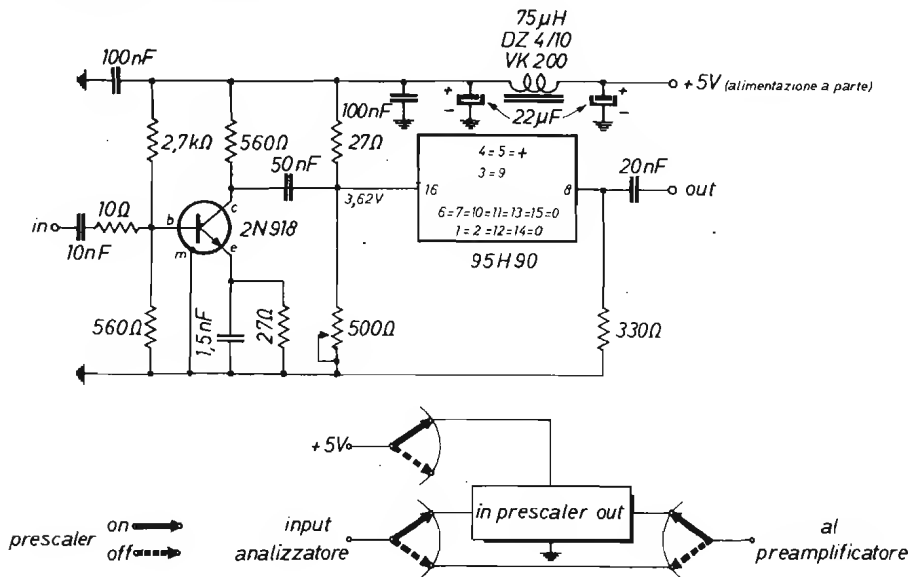 75µH
DZ 4/10
VK 200
100nF
+5V (alimentazione a parte)
+
-
+
-
100nF
22µF
2,7kΩ
560Ω
27Ω
50nF
4=5=+
3=9
20nF
3,62V
16
8
out
6=7=10=11=13=15=0
1=2=12=14=0
in
10Ω
10nF
b
c
e
m
2N918
95H90
560Ω
1,5nF
27Ω
500Ω
330Ω
+5V
in prescaler out
prescaler
on
off
input
analizzatore
al
preamplificatore